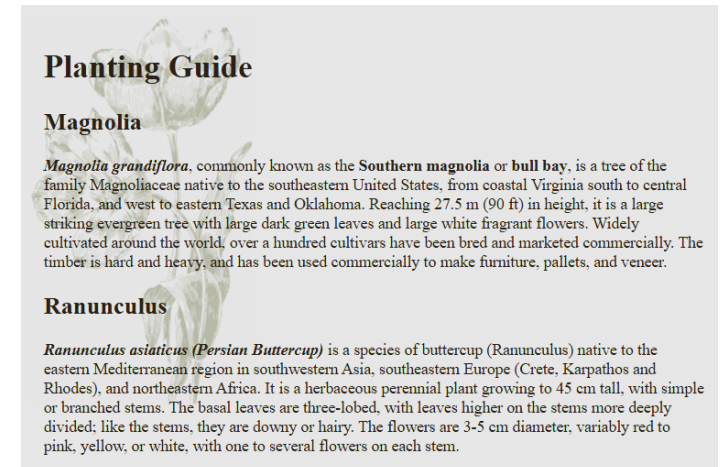 Planting Guide
Magnolia
Magnolia grandiflora, commonly known as the Southern magnolia or bull bay, is a tree of the
family Magnoliaceae native to the southeastern United States, from coastal Virginia south to central
Florida, and west to eastern Texas and Oklahoma. Reaching 27.5 m (90 ft) in height, it is a large
striking evergreen tree with large dark green leaves and large white fragrant flowers. Widely
cultivated around the world, over a hundred cultivars have been bred and marketed commercially. The
timber is hard and heavy, and has been used commercially to make furniture, pallets, and veneer.
Ranunculus
Ranunculus asiaticus (Persian Buttercup) is a species of buttercup (Ranunculus) native to the
eastern Mediterranean region in southwestern Asia, southeastern Europe (Crete, Karpathos and
Rhodes), and northeastern Africa. It is a herbaceous perennial plant growing to 45 cm tall, with simple
or branched stems. The basal leaves are three-lobed, with leaves higher on the stems more deeply
divided; like the stems, they are downy or hairy. The flowers are 3-5 cm diameter, variably red to
pink, yellow, or white, with one to several flowers on each stem.